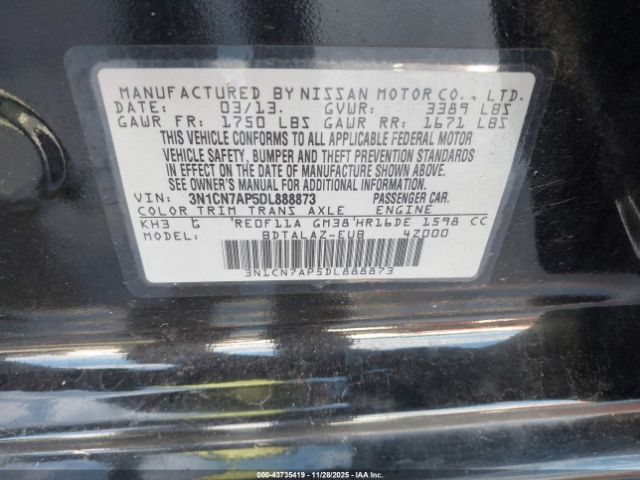 MANUFACTURED BY NISSAN MOTOR CO., LTD.
DATE: 03/13. GVWR: 3389 LBS
GAWR FR: 1750 LBS GAWR RR: 1671 LBS
THIS VEHICLE CONFORMS TO ALL APPLICABLE FEDERAL MOTOR
VEHICLE SAFETY, BUMPER AND THEFT PREVENTION STANDARDS
IN EFFECT ON THE DATE OF MANUFACTURE SHOWN ABOVE.
SEE OWNER'S MANUAL FOR ADDITIONAL INFORMATION.
VIN: 3N1CN7AP5DL888873 PASSENGER CAR.
COLOR TRIM TRANS AXLE ENGINE
KH3 G RE0F11A GM38 HR16DE 1598 CC
MODEL: BDTALAZ-EUB 4Z000
3N1CN7AP5DL888873
000-43735419 | 11/28/2025 - IAAI.COM